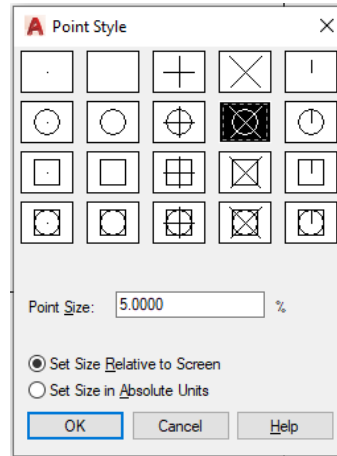 A Point Style
Point Size: 5.0000 %
Set Size Relative to Screen
Set Size in Absolute Units
OK Cancel Help